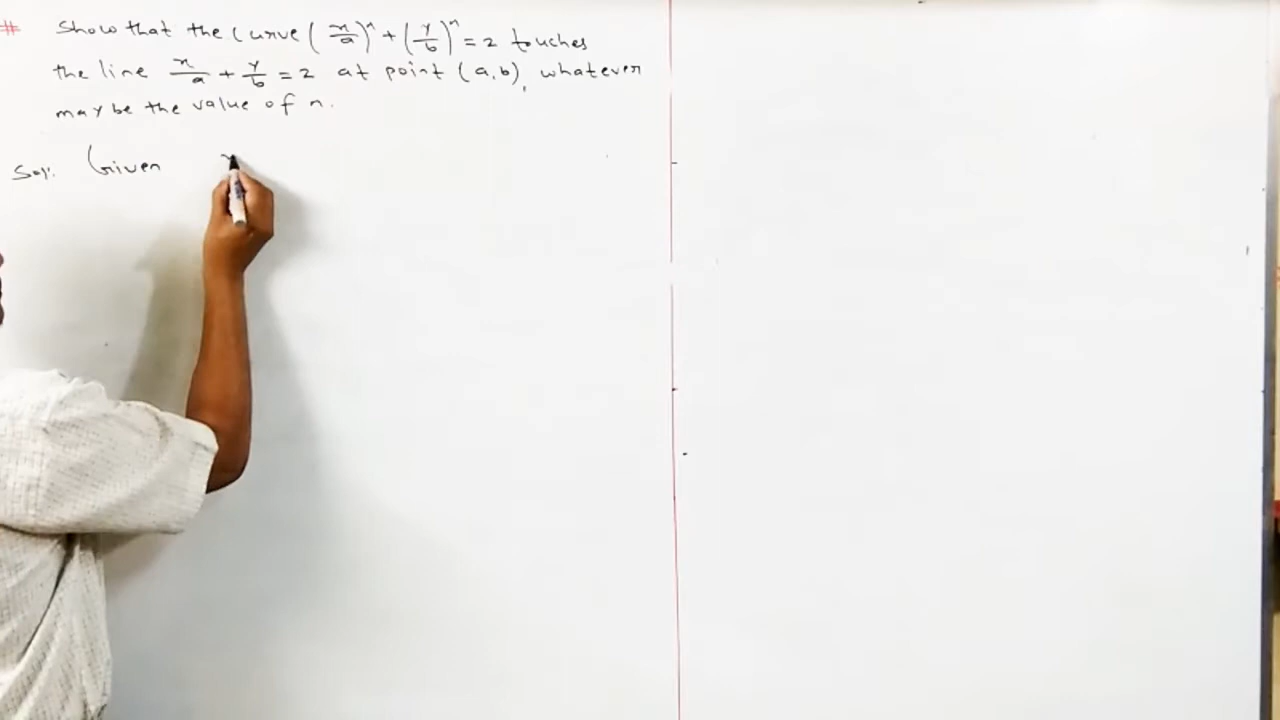 # Show that the Curve (x/a)^n + (y/b)^n = 2 touches
the line x/a + y/b = 2 at point (a,b), whatever
may be the value of n.
Sol: Given